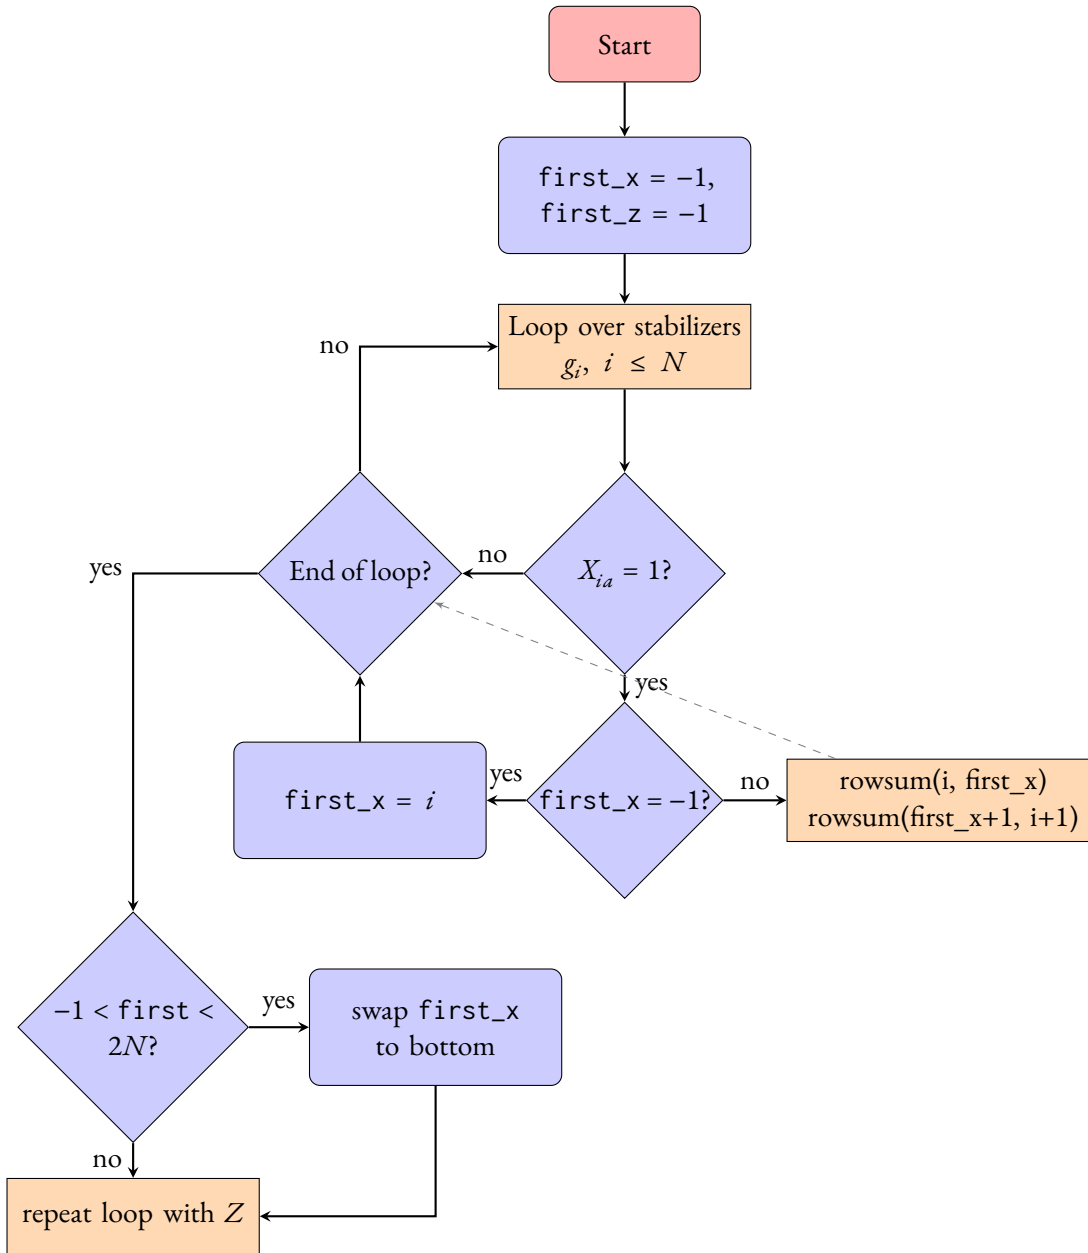 Start
first_x = −1,
first_z = −1
Loop over stabilizers
g_i, i ≤ N
no
End of loop?
no
X_{ia} = 1?
yes
yes
first_x = i
yes
first_x = −1?
no
rowsum(i, first_x)
rowsum(first_x+1, i+1)
−1 < first <
2N?
yes
swap first_x
to bottom
no
repeat loop with Z